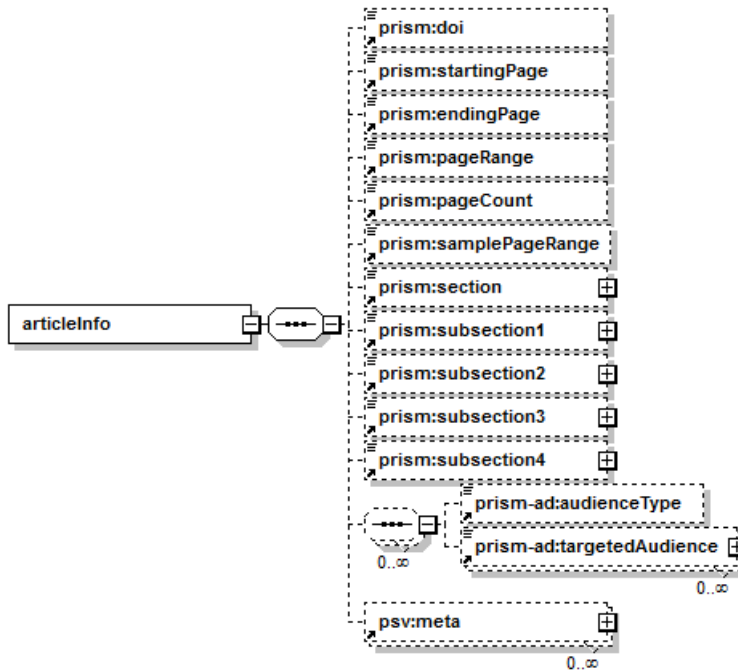 prism:doi
prism:startingPage
prism:endingPage
prism:pageRange
prism:pageCount
prism:samplePageRange
prism:section
articleInfo
prism:subsection1
prism:subsection2
prism:subsection3
prism:subsection4
prism-ad:audienceType
prism-ad:targetedAudience
0..∞
0..∞
psv:meta
0..∞